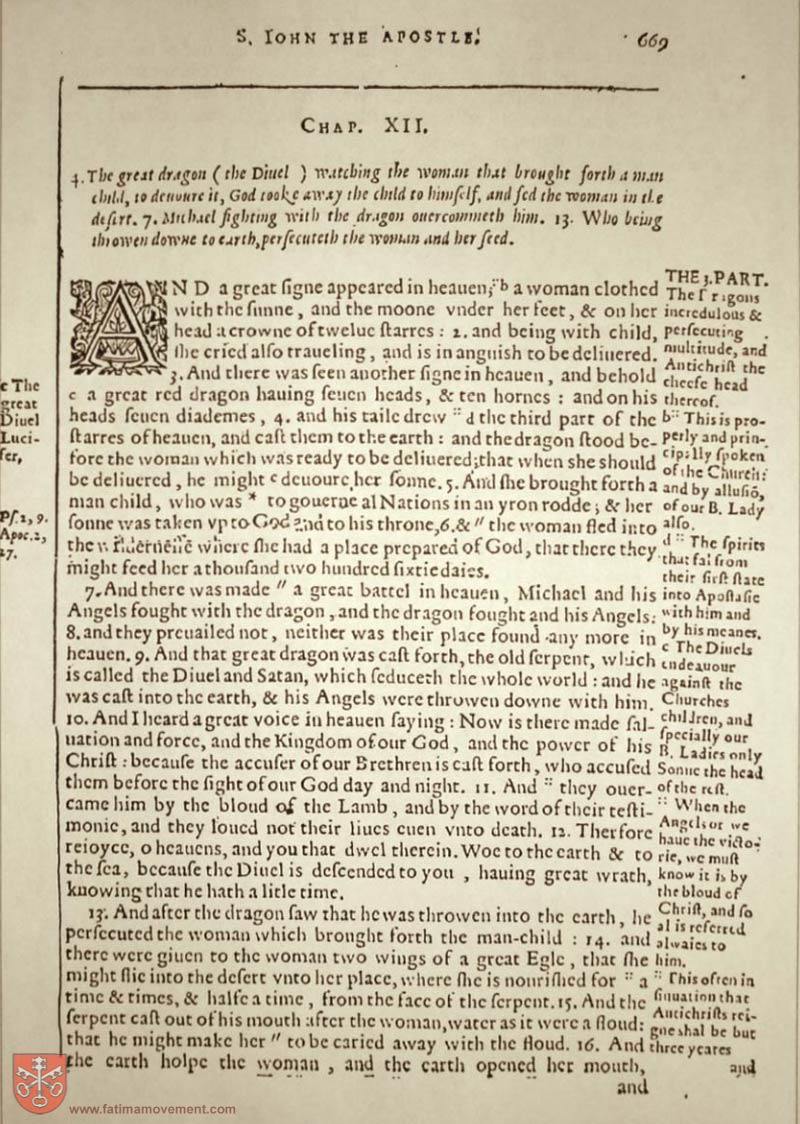 S. IOHN THE APOSTLE.
669
CHAP. XII.
4. The great dragon (the Diuel) watching the woman that brought forth a man
child, to deuoure it, God tooke away the child to himſelf, and fed the woman in the
deſert. 7. Michael fighting with the dragon ouercommeth him. 13. Who being
throwen downe to earth, perſecuteth the woman and her ſeed.
AND a great ſigne appeared in heauen; :: b a woman clothed
with the ſunne, and the moone vnder her feet, & on her
head a crowne of twelue ſtarres: 2. and being with child,
ſhe cried alſo traueling, and is in anguiſh to be deliuered.
3. And there was ſeen another ſigne in heauen, and behold
c a great red dragon hauing ſeuen heads, & ten hornes: and on his
heads ſeuen diademes, 4. and his taile drew :: d the third part of the
ſtarres of heauen, and caſt them to the earth: and the dragon ſtood be-
fore the woman which was ready to be deliuered; that when she should
be deliuered, he might c deuoure her ſonne. 5. And ſhe brought forth a
man child, who was * to gouerne al Nations in an yron rodde; & her
ſonne was taken vp to God and to his throne, 6. & " the woman fled into
the wilderneſſe where ſhe had a place prepared of God, that there they
might feed her a thouſand two hundred ſixtie daies.
7. And there was made " a great battel in heauen, Michael and his
Angels fought with the dragon, and the dragon fought and his Angels:
8. and they preuailed not, neither was their place found any more in
heauen. 9. And that great dragon was caſt forth, the old ſerpent, which
is called the Diuel and Satan, which ſeduceth the whole world: and he
was caſt into the earth, & his Angels were throwen downe with him.
10. And I heard a great voice in heauen ſaying: Now is there made ſal-
uation and force, and the Kingdom of our God, and the power of his
Chriſt: becauſe the accuſer of our Brethren is caſt forth, who accuſed
them before the ſight of our God day and night. 11. And :: they ouer-
came him by the bloud of the Lamb, and by the word of their teſti-
monie, and they loued not their liues euen vnto death. 12. Therfore
reioyce, o heauens, and you that dwel therein. Woe to the earth & to
the ſea, becauſe the Diuel is deſcended to you, hauing great wrath,
knowing that he hath a litle time.
13. And after the dragon ſaw that he was throwen into the earth, he
perſecuted the woman which brought forth the man-child: 14. and
there were giuen to the woman two wings of a great Egle, that ſhe
might flie into the deſert vnto her place, where ſhe is nouriſhed for :: a
time & times, & halfe a time, from the face of the ſerpent. 15. And the
ſerpent caſt out of his mouth after the woman, water as it were a floud:
that he might make her " to be caried away with the floud. 16. And
the earth holpe the woman, and the earth opened her mouth,
and
and
c The
great
Diuel
Luci-
fer,
Pſ. 2, 9.
Apoc. 2,
27.
THE 3. PART.
The
incredulous &
perſecuting
multitude, and
Antichriſt the
cheefe head
thereof.
b :: This is pro-
perly and prin-
cipally ſpoken
of the Church:
and by alluſiō,
of our B. Lady
alſo.
d :: The ſpirits
that fal from
their firſt ſtate
into Apoſtaſie
with him and
by his meanes.
c The Diuels
endeauour
againſt the
Churches
children, and
ſpecially our
B. Ladies only
Sonne the head
of the reſt.
:: When the
Angels or we
haue the victo-
rie, we muſt
know it is by
the bloud of
Chriſt, and ſo
al is referred
alwaies to
him.
:: This often in
ſinuation that
Antichriſts rei-
gne shal be but
three yeares
www.fatimamovement.com